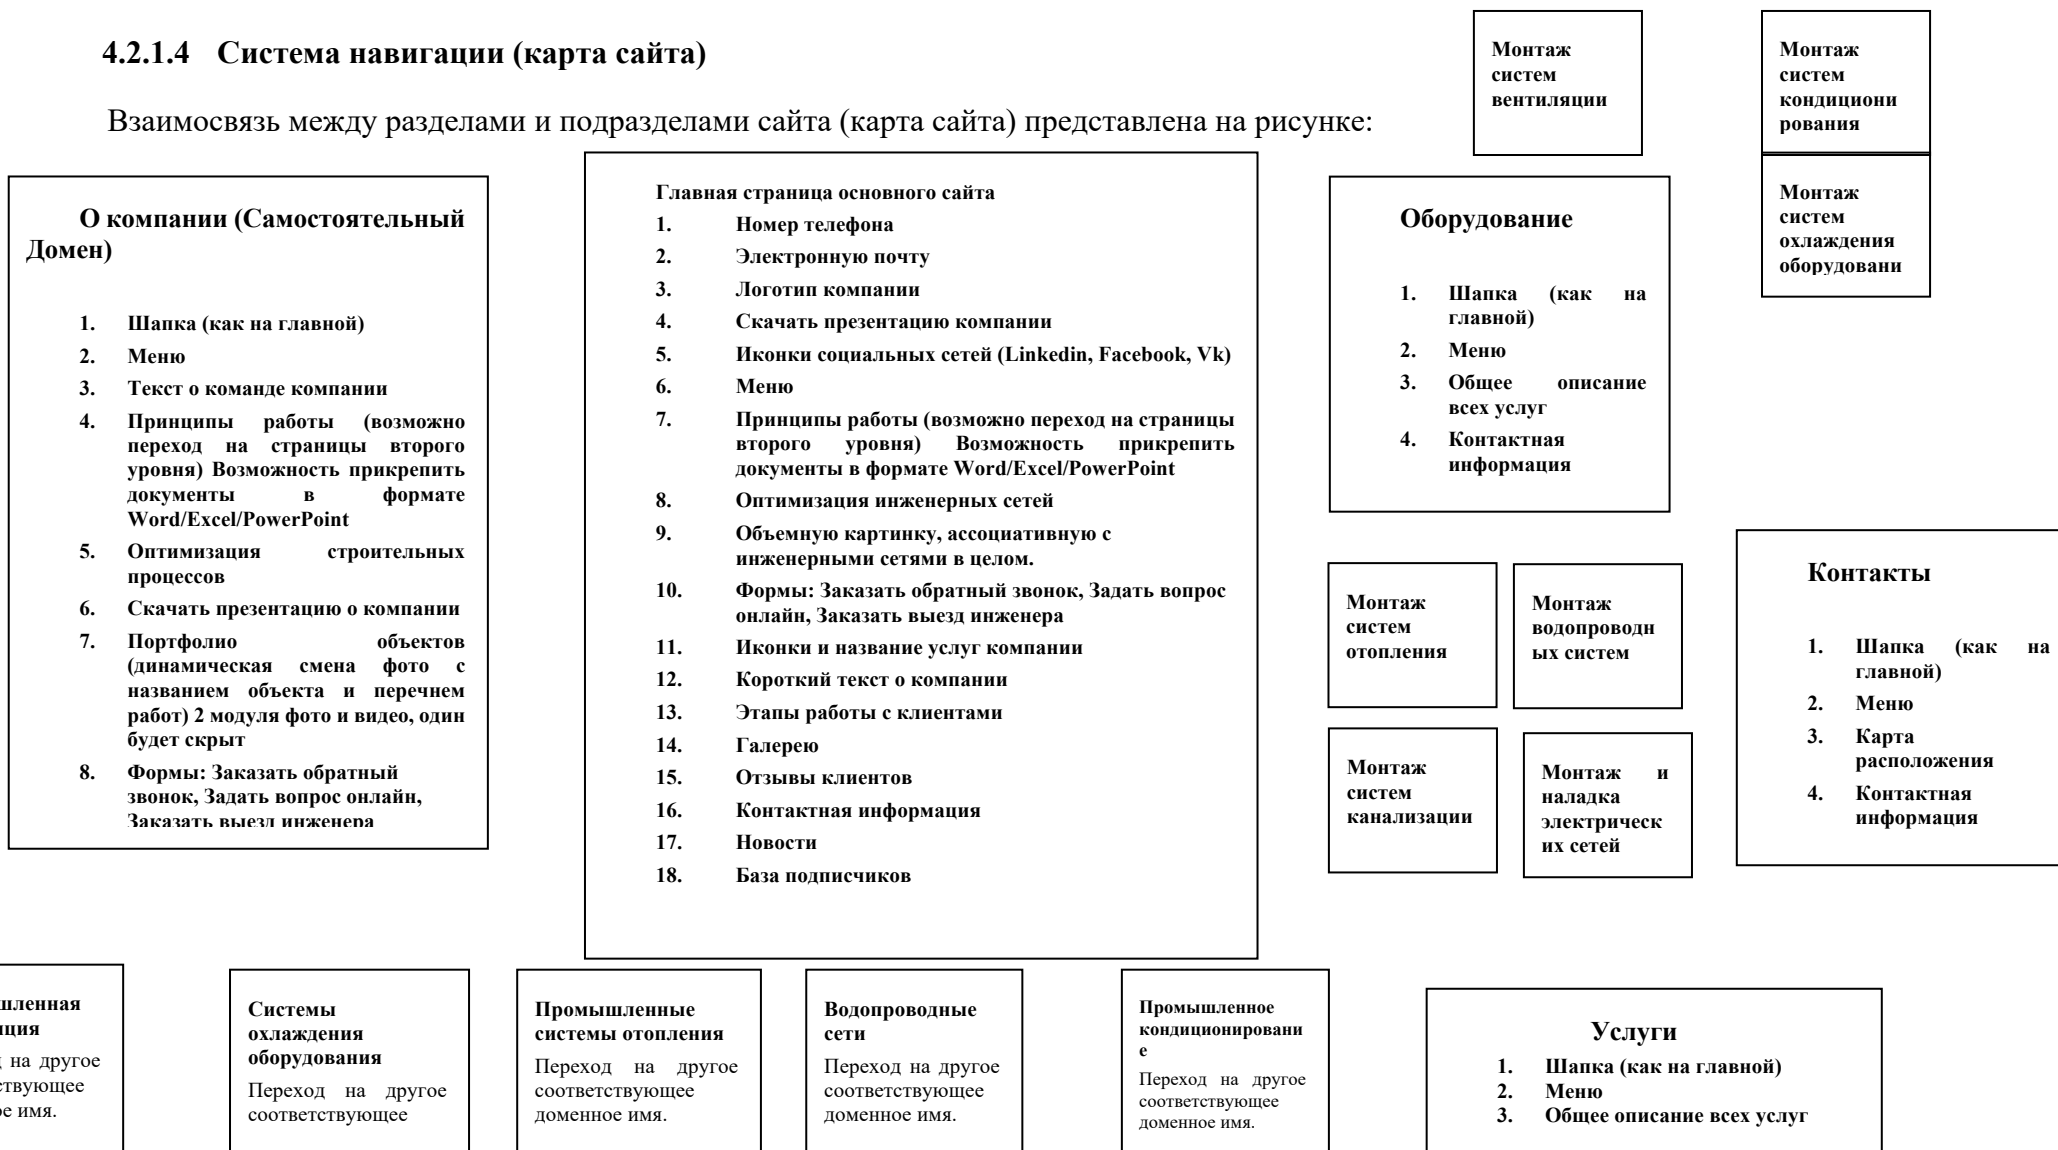 4.2.1.4 Система навигации (карта сайта)
Взаимосвязь между разделами и подразделами сайта (карта сайта) представлена на рисунке:
Монтаж
систем
вентиляции
Монтаж
систем
кондициони
рования
Монтаж
систем
охлаждения
оборудовани
О компании (Самостоятельный
Домен)
1. Шапка (как на главной)
2. Меню
3. Текст о команде компании
4. Принципы работы (возможно
переход на страницы второго
уровня) Возможность прикрепить
документы в формате
Word/Excel/PowerPoint
5. Оптимизация строительных
процессов
6. Скачать презентацию о компании
7. Портфолио объектов
(динамическая смена фото с
названием объекта и перечнем
работ) 2 модуля фото и видео, один
будет скрыт
8. Формы: Заказать обратный
звонок, Задать вопрос онлайн,
Заказать выезд инженера
Главная страница основного сайта
1. Номер телефона
2. Электронную почту
3. Логотип компании
4. Скачать презентацию компании
5. Иконки социальных сетей (Linkedin, Facebook, Vk)
6. Меню
7. Принципы работы (возможно переход на страницы
второго уровня) Возможность прикрепить
документы в формате Word/Excel/PowerPoint
8. Оптимизация инженерных сетей
9. Объемную картинку, ассоциативную с
инженерными сетями в целом.
10. Формы: Заказать обратный звонок, Задать вопрос
онлайн, Заказать выезд инженера
11. Иконки и название услуг компании
12. Короткий текст о компании
13. Этапы работы с клиентами
14. Галерею
15. Отзывы клиентов
16. Контактная информация
17. Новости
18. База подписчиков
Оборудование
1. Шапка (как на
главной)
2. Меню
3. Общее описание
всех услуг
4. Контактная
информация
Монтаж
систем
отопления
Монтаж
водопроводн
ых систем
Монтаж
систем
канализации
Монтаж и
наладка
электрическ
их сетей
Контакты
1. Шапка (как на
главной)
2. Меню
3. Карта
расположения
4. Контактная
информация
на другое
е имя.
Системы
охлаждения
оборудования
Переход на другое
соответствующее
Промышленные
системы отопления
Переход на другое
соответствующее
доменное имя.
Водопроводные
сети
Переход на другое
соответствующее
доменное имя.
Промышленное
кондиционировани
е
Переход на другое
соответствующее
доменное имя.
Услуги
1. Шапка (как на главной)
2. Меню
3. Общее описание всех услуг